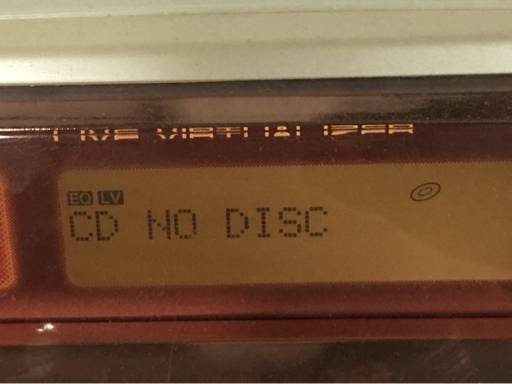 LIVE VIRTUALIZER
EQ LV
CD NO DISC